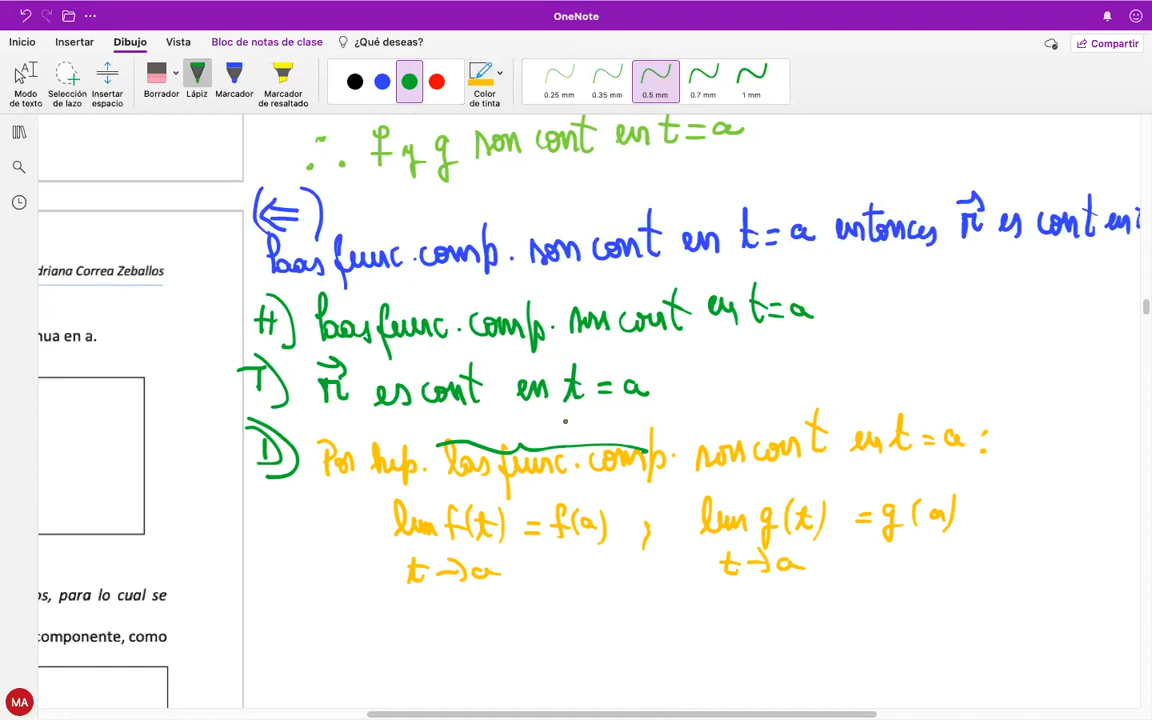 OneNote
Inicio Insertar Dibujo Vista Bloc de notas de clase ¿Qué deseas? Compartir
Modo de texto Selección de lazo Insertar espacio Borrador Lápiz Marcador Marcador de resaltado Color de tinta 0.25 mm 0.35 mm 0.5 mm 0.7 mm 1 mm
∴ f y g son cont en t = a
(⇐)
Las func. comp. son cont en t = a entonces r⃗ es cont en
driana Correa Zeballos
H) Las func. comp. son cont en t = a
nua en a.
T) r⃗ es cont en t = a
D) Por hip. las func. comp. son cont en t = a :
lim f(t) = f(a) , lim g(t) = g(a)
t→a t→a
os, para lo cual se
componente, como
MA